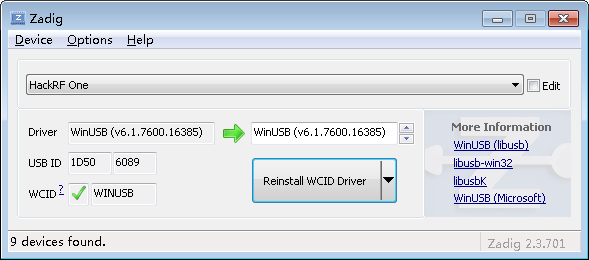 Zadig
Device Options Help
HackRF One Edit
Driver WinUSB (v6.1.7600.16385) WinUSB (v6.1.7600.16385)
USB ID 1D50 6089
WCID ? WINUSB
Reinstall WCID Driver
More Information
WinUSB (libusb)
libusb-win32
libusbK
WinUSB (Microsoft)
9 devices found. Zadig 2.3.701